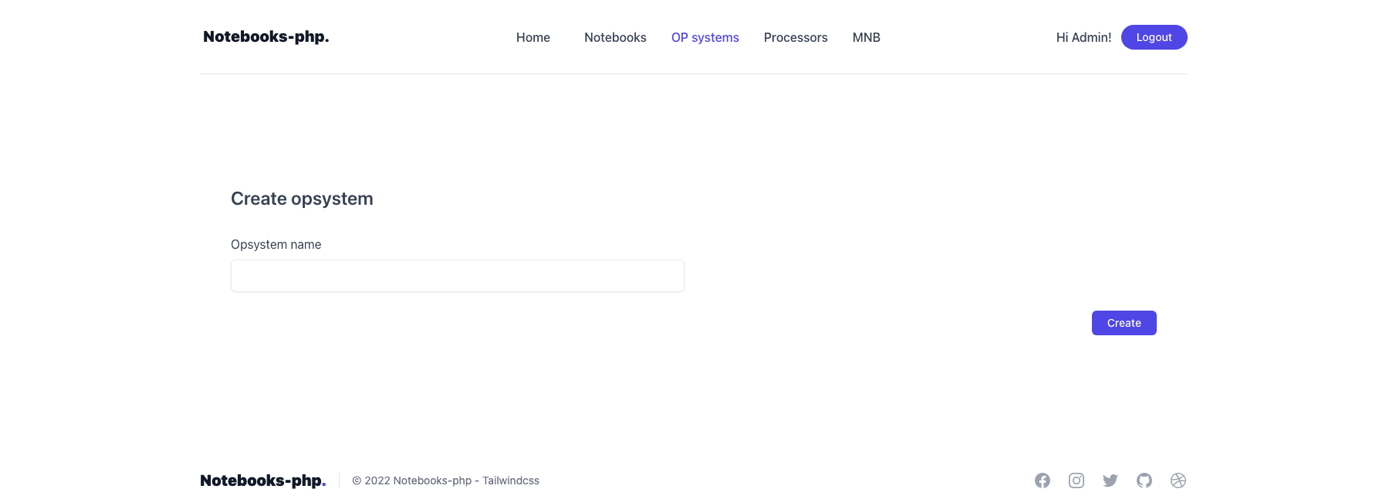 Notebooks-php. Home Notebooks OP systems Processors MNB Hi Admin! Logout
Create opsystem
Opsystem name
Create
Notebooks-php. © 2022 Notebooks-php - Tailwindcss